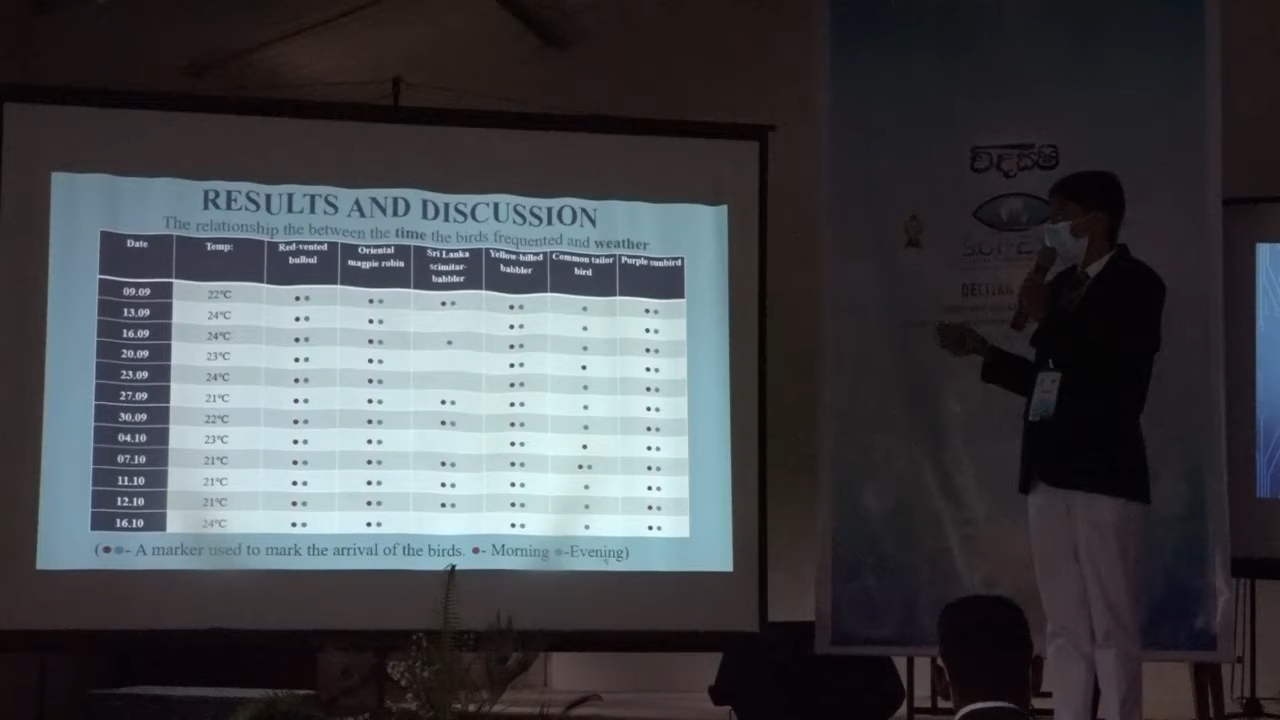 RESULTS AND DISCUSSION
The relationship the between the time the birds frequented and weather
Date Temp: Red-vented bulbul Oriental magpie robin Sri Lanka scimitar-babbler Yellow-billed babbler Common tailor bird Purple sunbird
09.09 22°C
13.09 24°C
16.09 24°C
20.09 23°C
23.09 24°C
27.09 21°C
30.09 22°C
04.10 23°C
07.10 21°C
11.10 21°C
12.10 21°C
16.10 24°C
(●●- A marker used to mark the arrival of the birds. ●- Morning ●-Evening)
විදක්ෂි